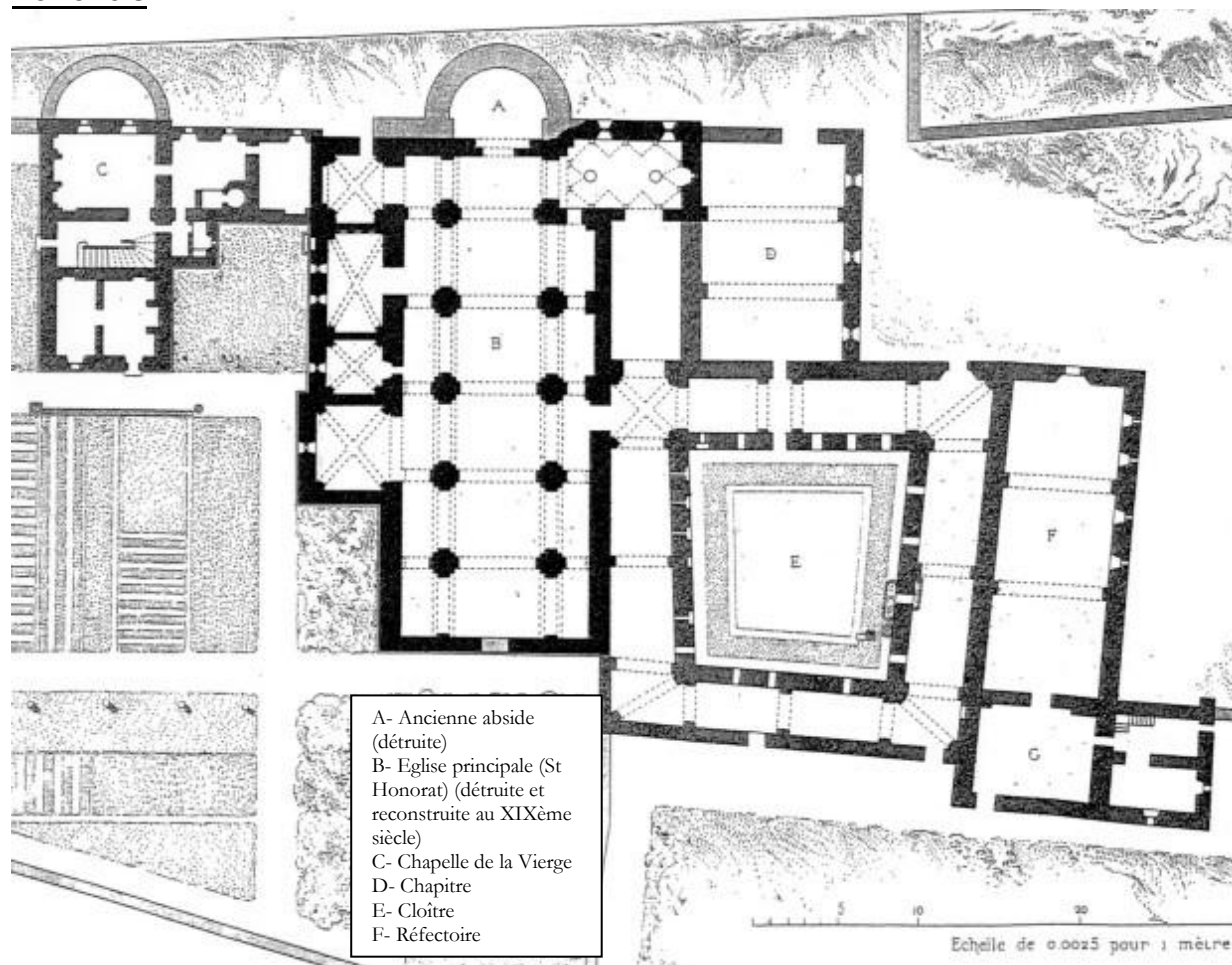 A
C
D
B
F
E
G
A- Ancienne abside
(détruite)
B- Eglise principale (St
Honorat) (détruite et
reconstruite au XIXème
siècle)
C- Chapelle de la Vierge
D- Chapitre
E- Cloître
F- Réfectoire
5 10 20
Echelle de 0.0025 pour 1 mètre